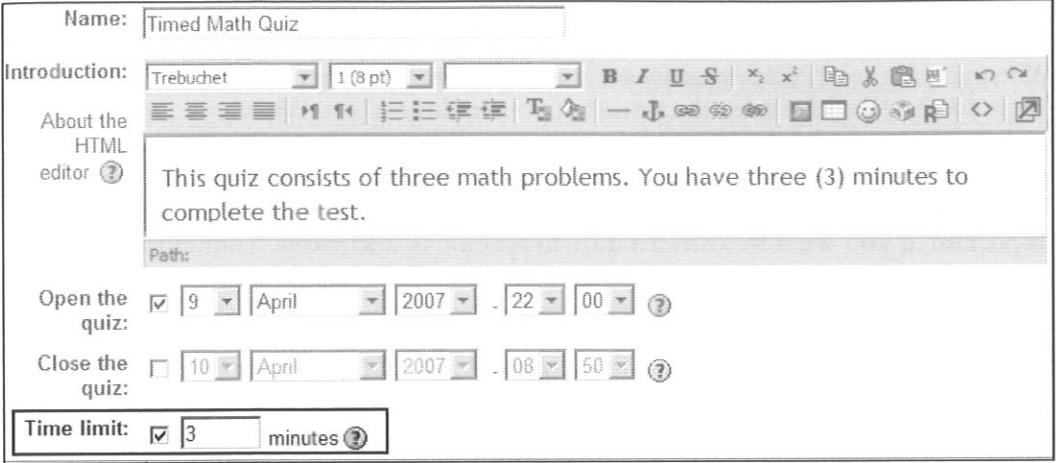 Name: Timed Math Quiz
Introduction: Trebuchet 1 (8 pt) B I U S x₂ x²
About the
HTML
editor ?
This quiz consists of three math problems. You have three (3) minutes to
complete the test.
Path:
Open the
quiz: 9 April 2007 - 22 00 ?
Close the
quiz: 10 April 2007 - 08 50 ?
Time limit: 3 minutes ?